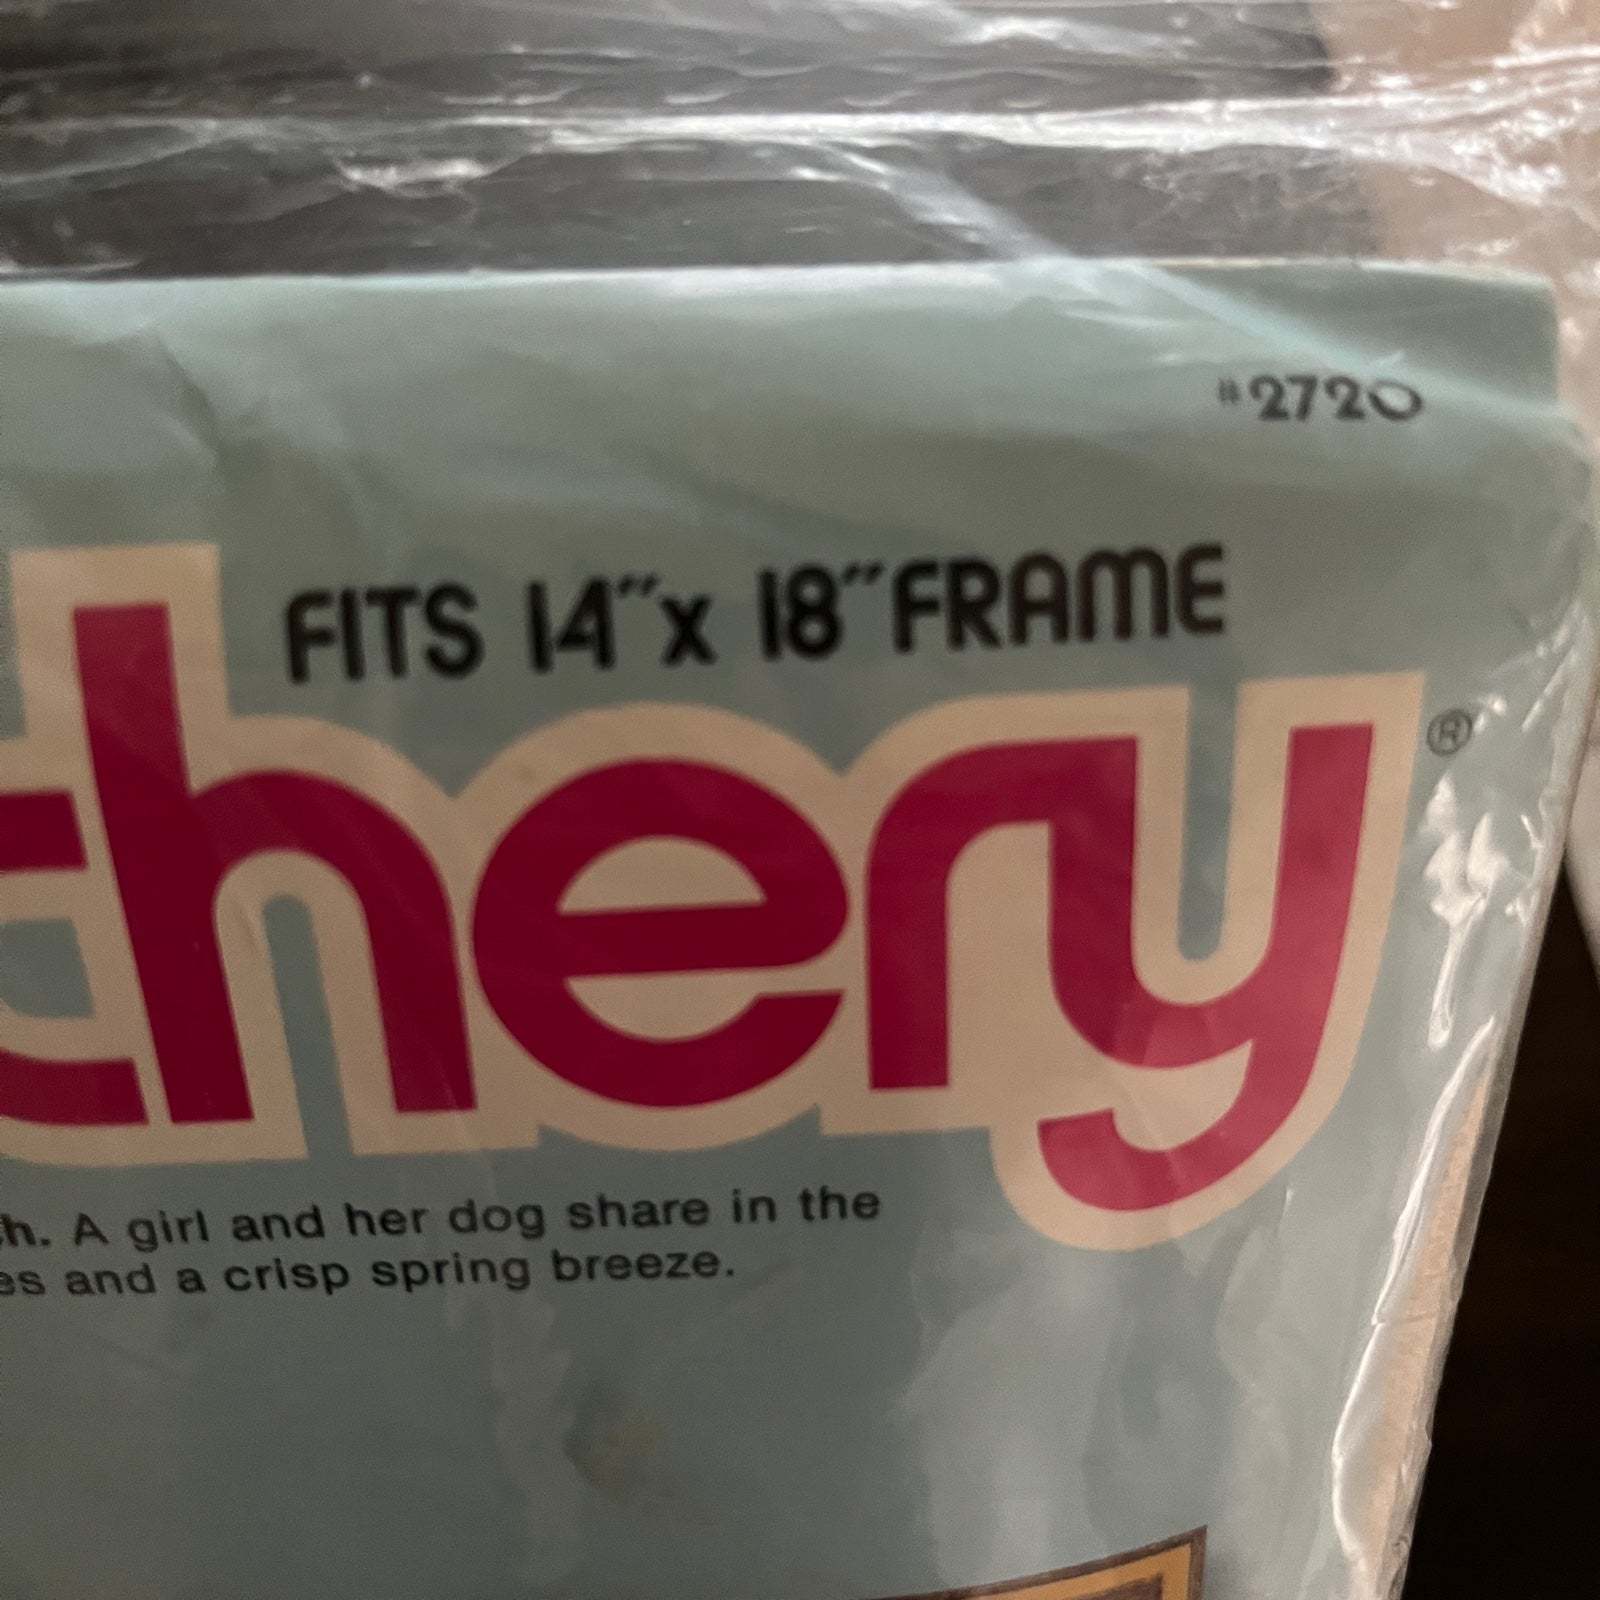 #2720
FITS 14"x 18"FRAME
chery®
h. A girl and her dog share in the
es and a crisp spring breeze.